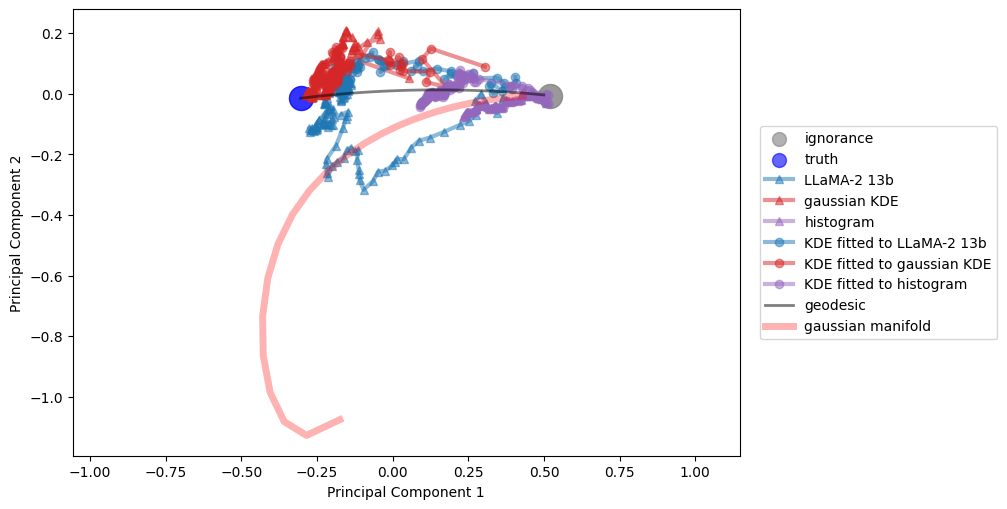 0.2
0.0
−0.2
−0.4
−0.6
−0.8
−1.0
Principal Component 2
−1.00
−0.75
−0.50
−0.25
0.00
0.25
0.50
0.75
1.00
Principal Component 1
ignorance
truth
LLaMA-2 13b
gaussian KDE
histogram
KDE fitted to LLaMA-2 13b
KDE fitted to gaussian KDE
KDE fitted to histogram
geodesic
gaussian manifold